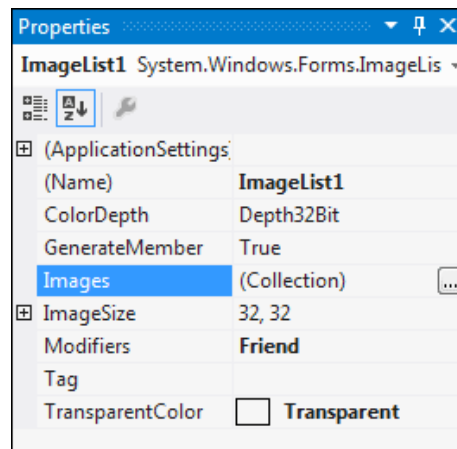 Properties
ImageList1 System.Windows.Forms.ImageLis
(ApplicationSettings)
(Name) ImageList1
ColorDepth Depth32Bit
GenerateMember True
Images (Collection) ...
ImageSize 32, 32
Modifiers Friend
Tag
TransparentColor Transparent